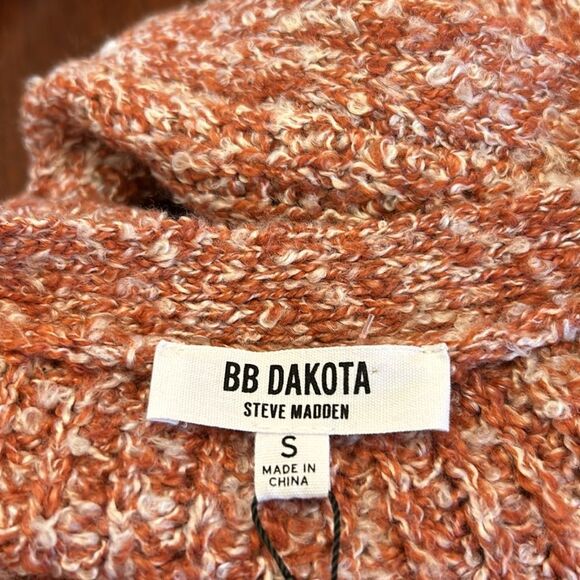 BB DAKOTA
STEVE MADDEN
S
MADE IN
CHINA